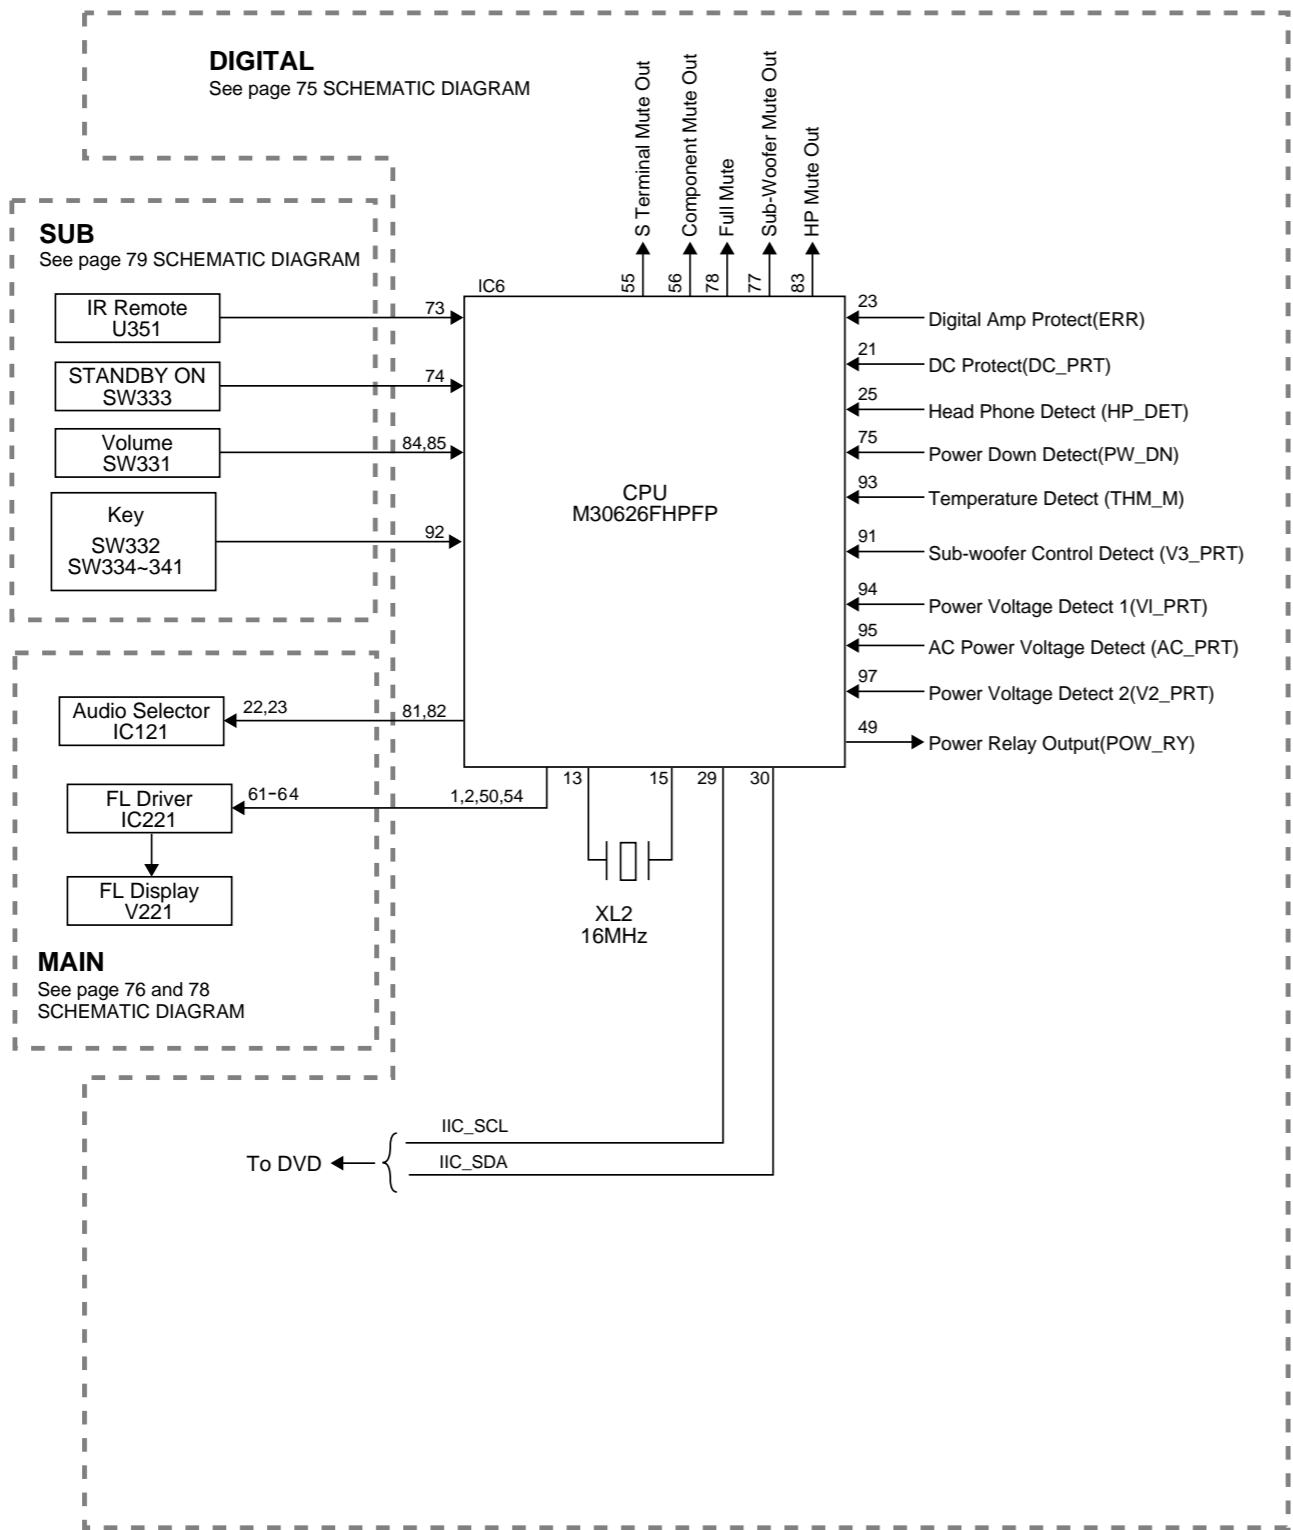 DIGITAL
See page 75 SCHEMATIC DIAGRAM
S Terminal Mute Out
Component Mute Out
Full Mute
Sub-Woofer Mute Out
HP Mute Out
55
56
78
77
83
SUB
See page 79 SCHEMATIC DIAGRAM
IR Remote
U351
73
STANDBY ON
SW333
74
Volume
SW331
84,85
Key
SW332
SW334~341
92
IC6
CPU
M30626FHPFP
23
Digital Amp Protect(ERR)
21
DC Protect(DC_PRT)
25
Head Phone Detect (HP_DET)
75
Power Down Detect(PW_DN)
93
Temperature Detect (THM_M)
91
Sub-woofer Control Detect (V3_PRT)
94
Power Voltage Detect 1(VI_PRT)
95
AC Power Voltage Detect (AC_PRT)
97
Power Voltage Detect 2(V2_PRT)
49
Power Relay Output(POW_RY)
Audio Selector
IC121
22,23
81,82
FL Driver
IC221
61-64
1,2,50,54
FL Display
V221
MAIN
See page 76 and 78
SCHEMATIC DIAGRAM
13
15
29
30
XL2
16MHz
IIC_SCL
To DVD
IIC_SDA